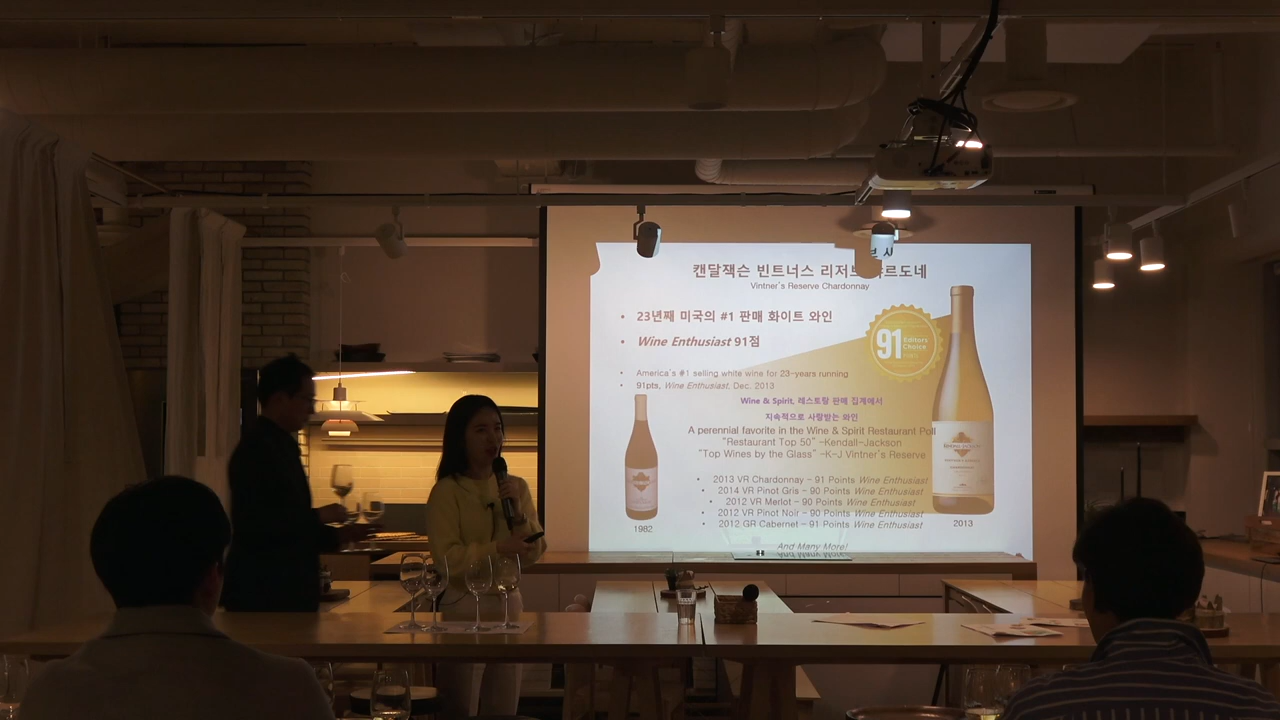 캔달잭슨 빈트너스 리저브 샤르도네
Vintner's Reserve Chardonnay
• 23년째 미국의 #1 판매 화이트 와인
• Wine Enthusiast 91점
91 Editors Choice
• America's #1 selling white wine for 23-years running
• 91pts, Wine Enthusiast, Dec. 2013
Wine & Spirit, 레스토랑 판매 집계에서
지속적으로 사랑받는 와인
A perennial favorite in the Wine & Spirit Restaurant Poll
"Restaurant Top 50" -Kendall-Jackson
"Top Wines by the Glass" -K-J Vintner's Reserve
• 2013 VR Chardonnay - 91 Points Wine Enthusiast
• 2014 VR Pinot Gris - 90 Points Wine Enthusiast
• 2012 VR Merlot - 90 Points Wine Enthusiast
• 2012 VR Pinot Noir - 90 Points Wine Enthusiast
• 2012 GR Cabernet - 91 Points Wine Enthusiast
1982
2013
And Many More!